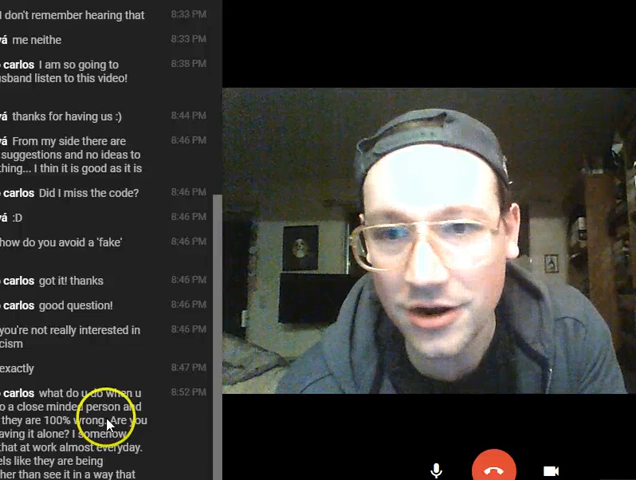 I don't remember hearing that 8:33 PM
vá me neithe 8:33 PM
carlos I am so going to 8:38 PM
usband listen to this video!
vá thanks for having us :) 8:44 PM
vá From my side there are 8:46 PM
suggestions and no ideas to
thing... I thin it is good as it is
carlos Did I miss the code? 8:46 PM
vá :D 8:46 PM
how do you avoid a 'fake' 8:46 PM
carlos got it! thanks 8:46 PM
carlos good question! 8:46 PM
you're not really interested in 8:46 PM
cism
exactly 8:47 PM
carlos what do u do when u 8:52 PM
o a close minded person and
they are 100% wrong. Are you
aving it alone? I somehow
that at work almost everyday.
els like they are being
her than see it in a way that